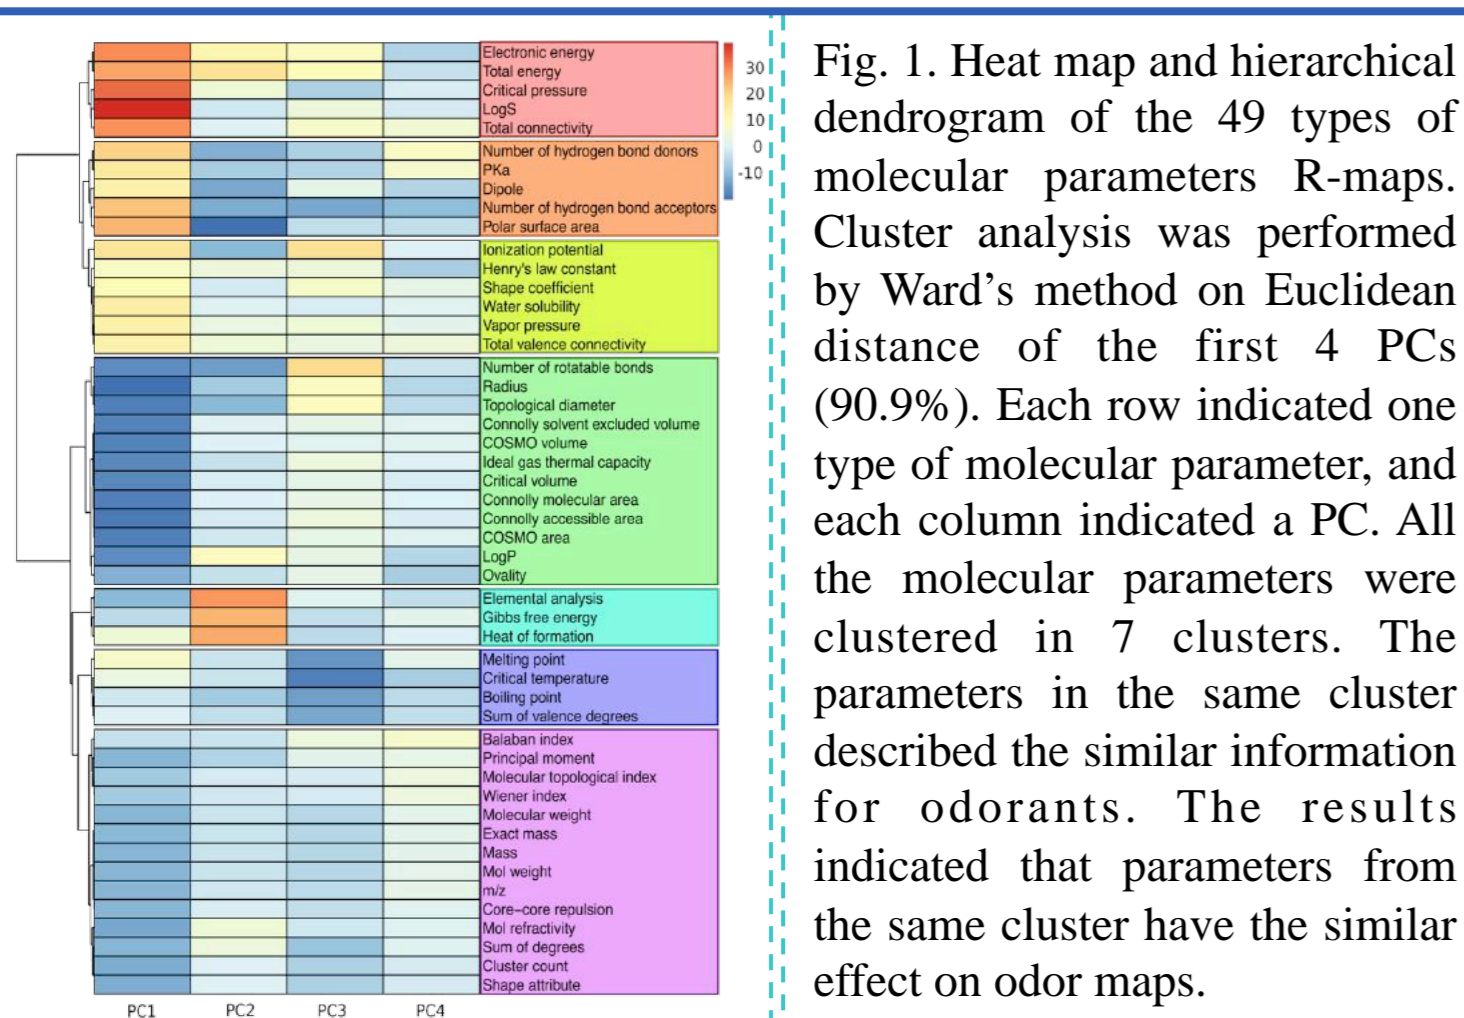 Electronic energy
Total energy
Critical pressure
LogS
Total connectivity
Number of hydrogen bond donors
PKa
Dipole
Number of hydrogen bond acceptors
Polar surface area
Ionization potential
Henry's law constant
Shape coefficient
Water solubility
Vapor pressure
Total valence connectivity
Number of rotatable bonds
Radius
Topological diameter
Connolly solvent excluded volume
COSMO volume
Ideal gas thermal capacity
Critical volume
Connolly molecular area
Connolly accessible area
COSMO area
LogP
Ovality
Elemental analysis
Gibbs free energy
Heat of formation
Melting point
Critical temperature
Boiling point
Sum of valence degrees
Balaban index
Principal moment
Molecular topological index
Wiener index
Molecular weight
Exact mass
Mass
Mol weight
m/z
Core–core repulsion
Mol refractivity
Sum of degrees
Cluster count
Shape attribute
PC1 PC2 PC3 PC4
30
20
10
0
-10
Fig. 1. Heat map and hierarchical
dendrogram of the 49 types of
molecular parameters R-maps.
Cluster analysis was performed
by Ward's method on Euclidean
distance of the first 4 PCs
(90.9%). Each row indicated one
type of molecular parameter, and
each column indicated a PC. All
the molecular parameters were
clustered in 7 clusters. The
parameters in the same cluster
described the similar information
for odorants. The results
indicated that parameters from
the same cluster have the similar
effect on odor maps.